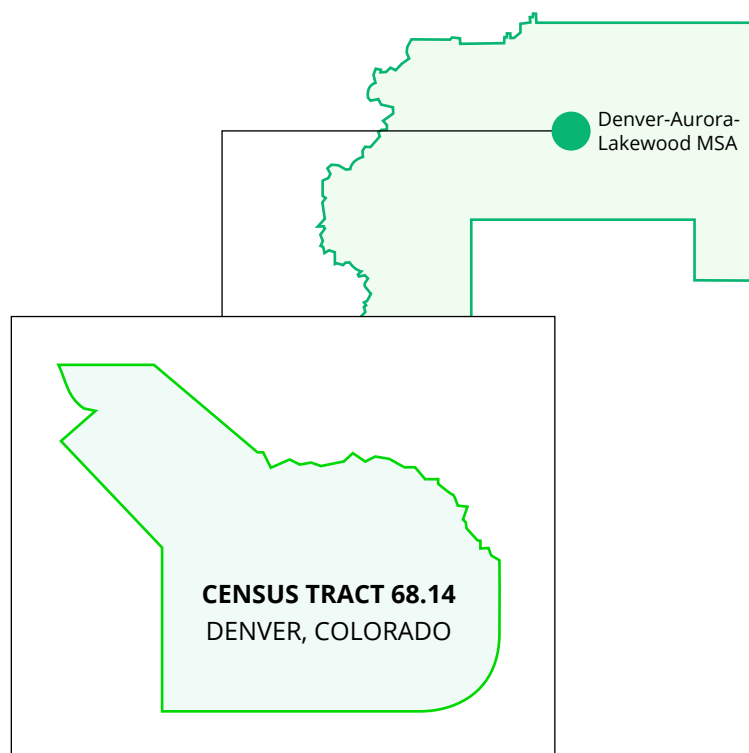 Denver-Aurora-
Lakewood MSA
CENSUS TRACT 68.14
DENVER, COLORADO